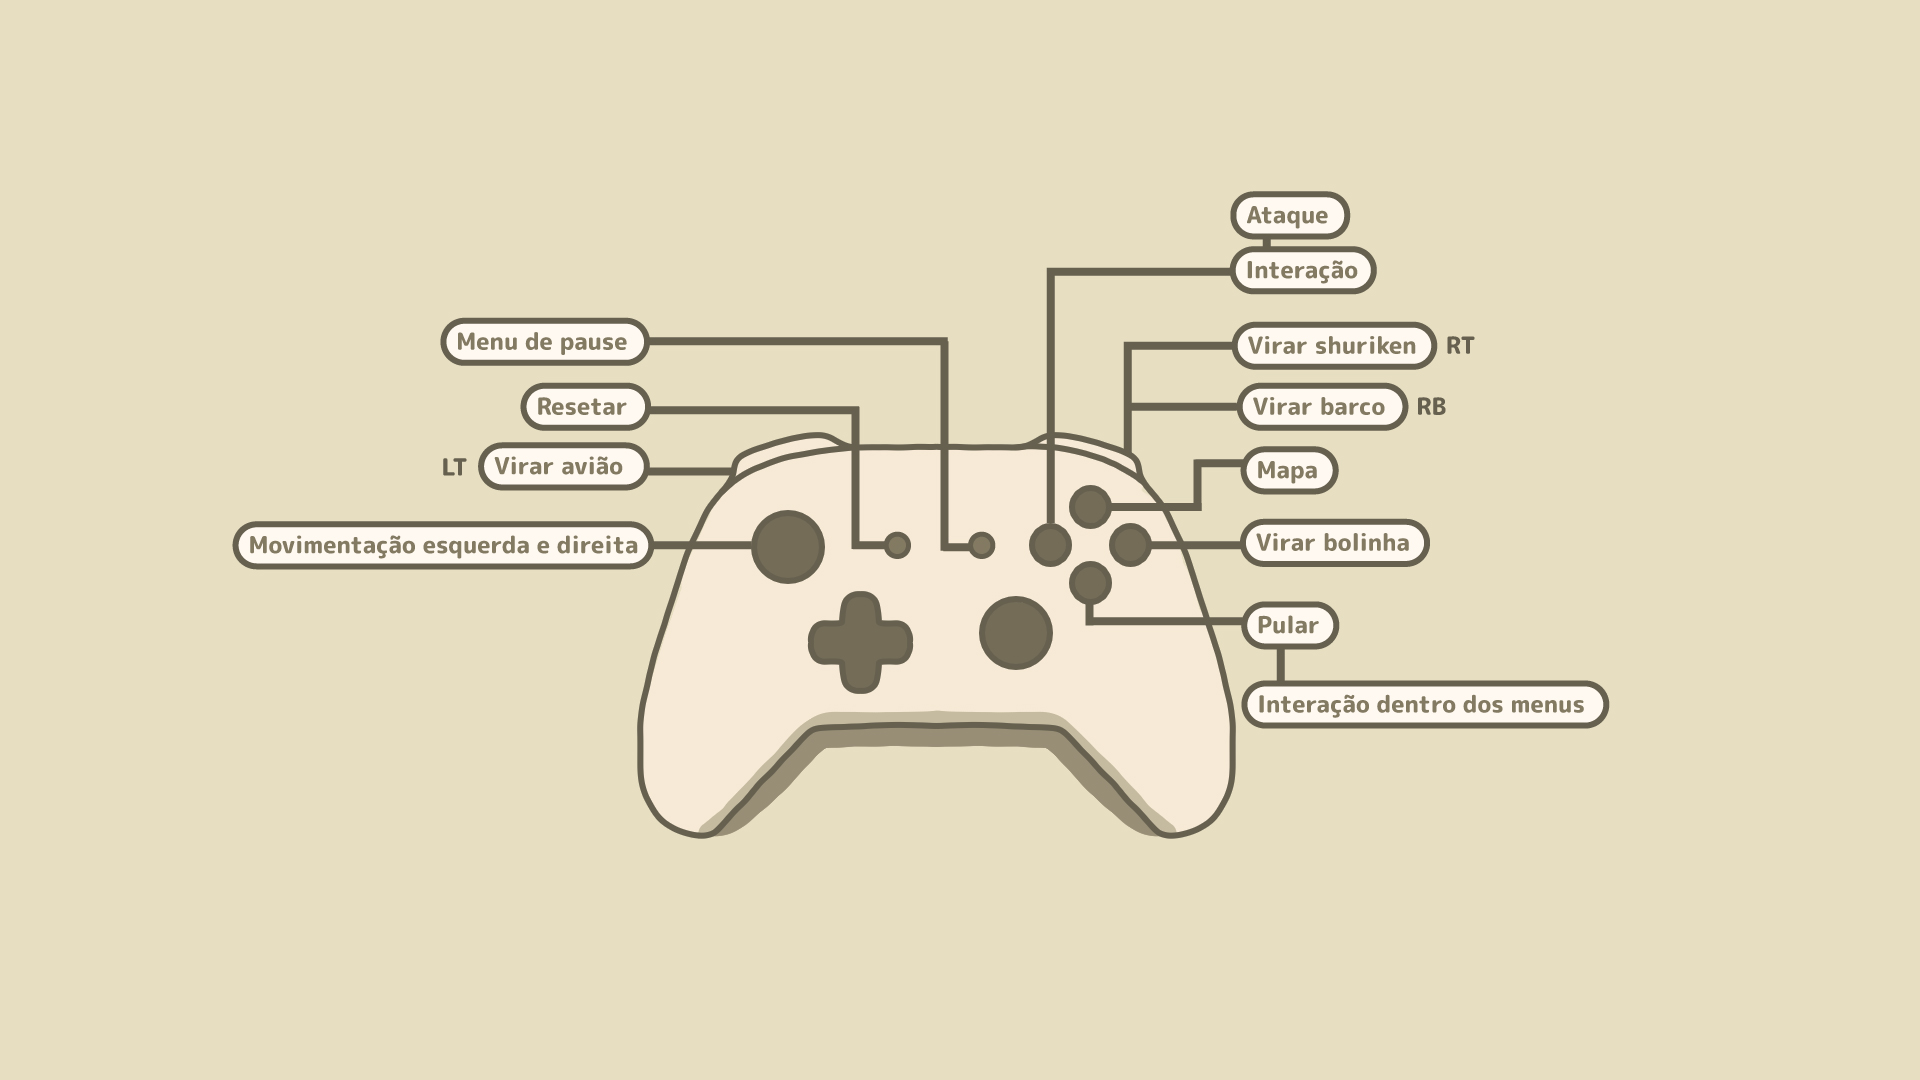 Ataque
Interação
Menu de pause
Virar shuriken RT
Resetar
Virar barco RB
LT Virar avião
Mapa
Movimentação esquerda e direita
Virar bolinha
Pular
Interação dentro dos menus